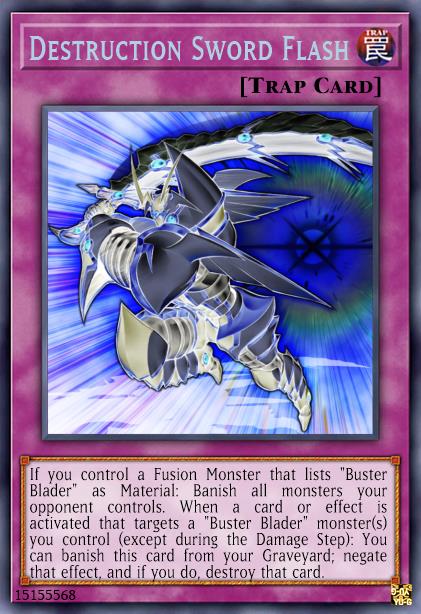 DESTRUCTION SWORD FLASH
TRAP
罠
[TRAP CARD]
If you control a Fusion Monster that lists "Buster
Blader" as Material: Banish all monsters your
opponent controls. When a card or effect is
activated that targets a "Buster Blader" monster(s)
you control (except during the Damage Step): You
can banish this card from your Graveyard; negate
that effect, and if you do, destroy that card.
15155568